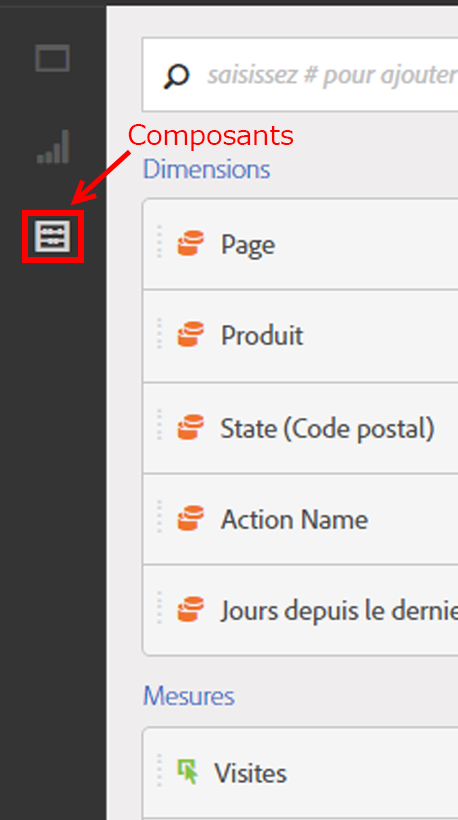 saisissez # pour ajouter
Composants
Dimensions
Page
Produit
State (Code postal)
Action Name
Jours depuis le dernie
Mesures
Visites